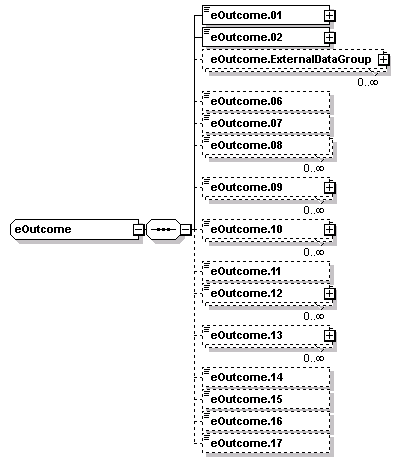 eOutcome.01
eOutcome.02
eOutcome.ExternalDataGroup
0..∞
eOutcome.06
eOutcome.07
eOutcome.08
0..∞
eOutcome.09
0..∞
eOutcome
eOutcome.10
0..∞
eOutcome.11
eOutcome.12
0..∞
eOutcome.13
0..∞
eOutcome.14
eOutcome.15
eOutcome.16
eOutcome.17